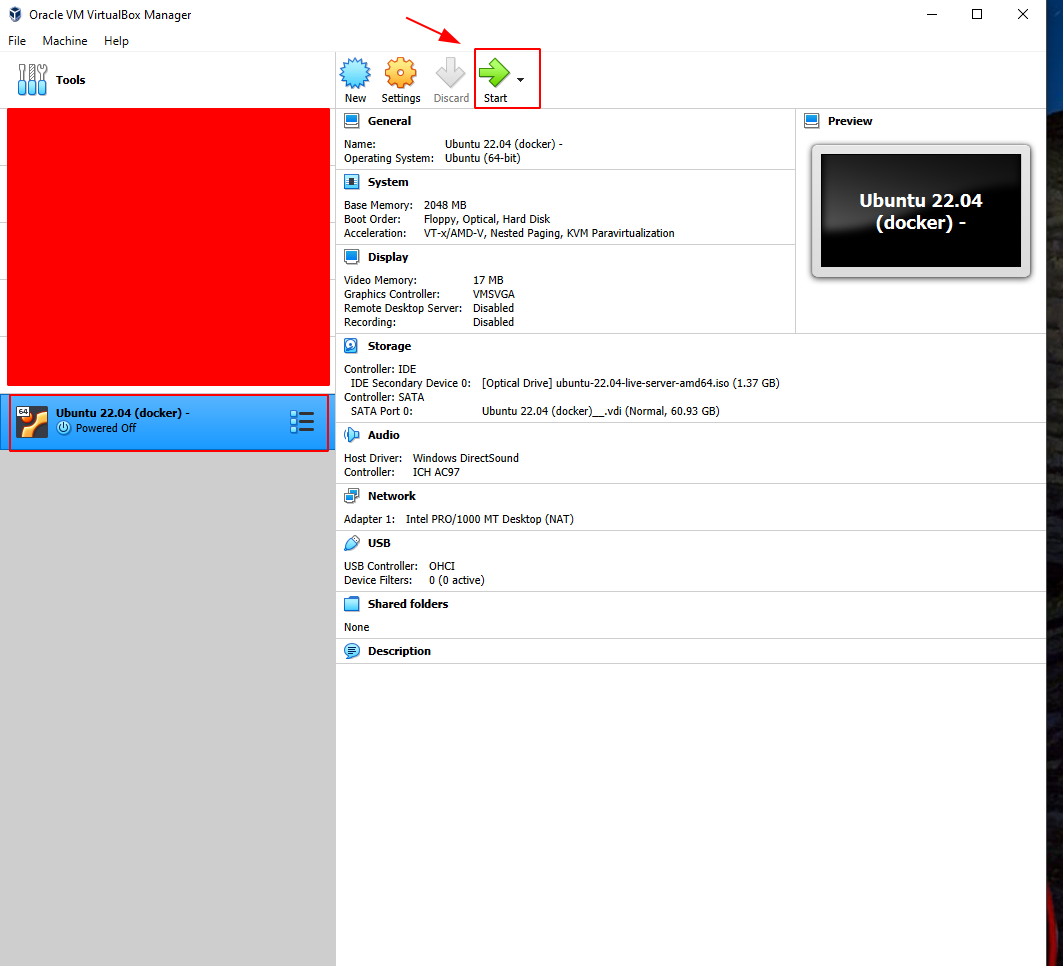 Oracle VM VirtualBox Manager
File Machine Help
Tools
New Settings Discard Start
64
Ubuntu 22.04 (docker) -
Powered Off
General
Name: Ubuntu 22.04 (docker) -
Operating System: Ubuntu (64-bit)
System
Base Memory: 2048 MB
Boot Order: Floppy, Optical, Hard Disk
Acceleration: VT-x/AMD-V, Nested Paging, KVM Paravirtualization
Display
Video Memory: 17 MB
Graphics Controller: VMSVGA
Remote Desktop Server: Disabled
Recording: Disabled
Storage
Controller: IDE
IDE Secondary Device 0: [Optical Drive] ubuntu-22.04-live-server-amd64.iso (1.37 GB)
Controller: SATA
SATA Port 0: Ubuntu 22.04 (docker)__.vdi (Normal, 60.93 GB)
Audio
Host Driver: Windows DirectSound
Controller: ICH AC97
Network
Adapter 1: Intel PRO/1000 MT Desktop (NAT)
USB
USB Controller: OHCI
Device Filters: 0 (0 active)
Shared folders
None
Description
Preview
Ubuntu 22.04
(docker) -